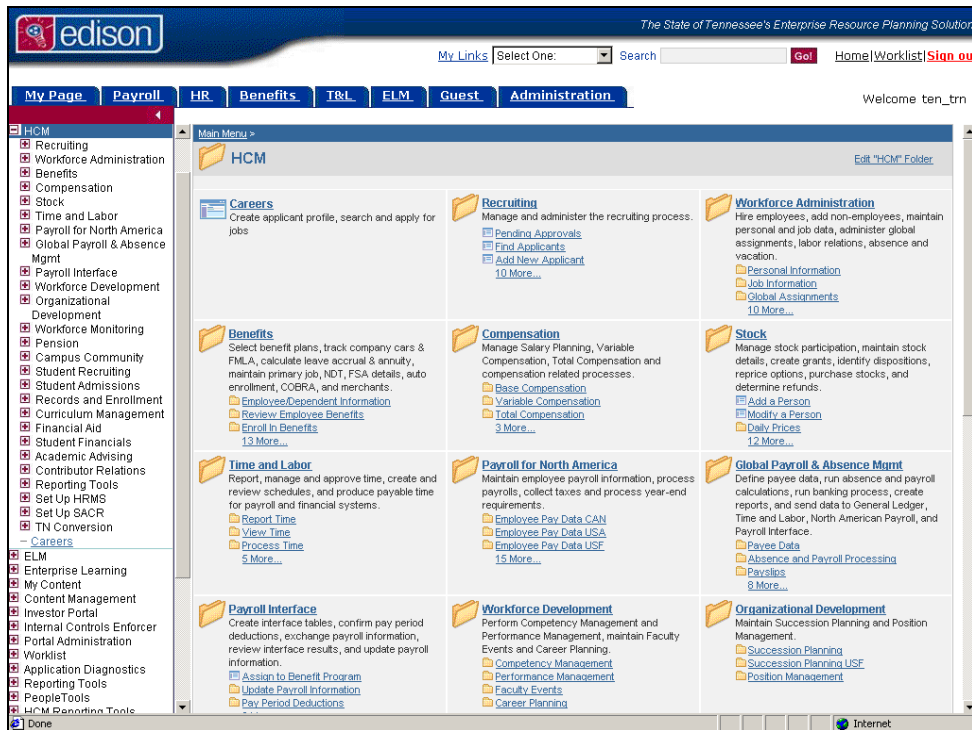 edison
The State of Tennessee's Enterprise Resource Planning Solution
My Links Select One: Search Go! Home|Worklist|Sign ou
My Page Payroll HR Benefits T&L ELM Guest Administration
Welcome ten_trn
HCM
Recruiting
Workforce Administration
Benefits
Compensation
Stock
Time and Labor
Payroll for North America
Global Payroll & Absence
Mgmt
Payroll Interface
Workforce Development
Organizational
Development
Workforce Monitoring
Pension
Campus Community
Student Recruiting
Student Admissions
Records and Enrollment
Curriculum Management
Financial Aid
Student Financials
Academic Advising
Contributor Relations
Reporting Tools
Set Up HRMS
Set Up SACR
TN Conversion
Careers
ELM
Enterprise Learning
My Content
Content Management
Investor Portal
Internal Controls Enforcer
Portal Administration
Worklist
Application Diagnostics
Reporting Tools
PeopleTools
HCM Reporting Tools
Main Menu >
HCM
Edit "HCM" Folder
Careers
Create applicant profile, search and apply for
jobs
Recruiting
Manage and administer the recruiting process.
Pending Approvals
Find Applicants
Add New Applicant
10 More...
Workforce Administration
Hire employees, add non-employees, maintain
personal and job data, administer global
assignments, labor relations, absence and
vacation.
Personal Information
Job Information
Global Assignments
10 More...
Benefits
Select benefit plans, track company cars &
FMLA, calculate leave accrual & annuity,
maintain primary job, NDT, FSA details, auto
enrollment, COBRA, and merchants.
Employee/Dependent Information
Review Employee Benefits
Enroll In Benefits
13 More...
Compensation
Manage Salary Planning, Variable
Compensation, Total Compensation and
compensation related processes.
Base Compensation
Variable Compensation
Total Compensation
3 More...
Stock
Manage stock participation, maintain stock
details, create grants, identify dispositions,
reprice options, purchase stocks, and
determine refunds.
Add a Person
Modify a Person
Daily Prices
12 More...
Time and Labor
Report, manage and approve time, create and
review schedules, and produce payable time
for payroll and financial systems.
Report Time
View Time
Process Time
5 More...
Payroll for North America
Maintain employee payroll information, process
payrolls, collect taxes and process year-end
requirements.
Employee Pay Data CAN
Employee Pay Data USA
Employee Pay Data USF
15 More...
Global Payroll & Absence Mgmt
Define payee data, run absence and payroll
calculations, run banking process, create
reports, and send data to General Ledger,
Time and Labor, North American Payroll, and
Payroll Interface.
Payee Data
Absence and Payroll Processing
Payslips
8 More...
Payroll Interface
Create interface tables, confirm pay period
deductions, exchange payroll information,
review interface results, and update payroll
information.
Assign to Benefit Program
Update Payroll Information
Pay Period Deductions
Workforce Development
Perform Competency Management and
Performance Management, maintain Faculty
Events and Career Planning.
Competency Management
Performance Management
Faculty Events
Career Planning
Organizational Development
Maintain Succession Planning and Position
Management.
Succession Planning
Succession Planning USF
Position Management
Done
Internet